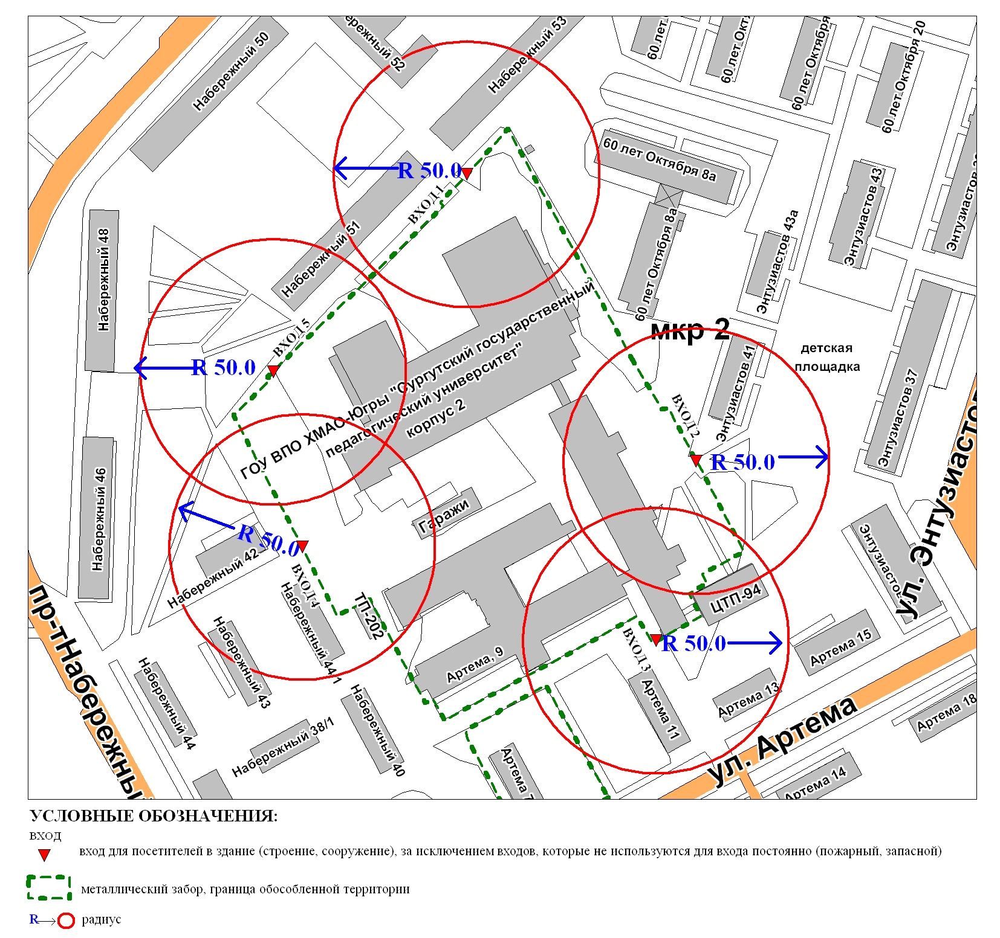 Набережный 50
ережный 52
Набережный 53
60 лет
60 лет Окт
60 лет Октября
60 лет Октября 20
60 лет Октября 8а
R 50.0
ВХОД 1
Набережный 51
60 лет Октября 8а
Энтузиастов 43а
Энтузиастов 43
Набережный 48
ВХОД 5
R 50.0
мкр 2
детская
площадка
Энтузиастов 41
Энтузиастов 37
ГОУ ВПО ХМАО-Югры "Сургутский государственный
педагогический университет"
корпус 2
ВХОД 2
R 50.0
Набережный 46
Гаражи
R 50.0
Набережный 42
ВХОД 4
Набережный 44/1
ТП-202
ЦТП-94
Энтузиастов
ул. Энтузиастов
Артема, 9
ВХОД 3
R 50.0
Артема 15
Артема 13
Артема 11
Артема 18
Артема 14
ул. Артема
Набережный 43
Набережный 44
Набережный 38/1
Набережный 40
Артема 7
пр-тНабережный
УСЛОВНЫЕ ОБОЗНАЧЕНИЯ:
ВХОД
вход для посетителей в здание (строение, сооружение), за исключением входов, которые не используются для входа постоянно (пожарный, запасной)
металлический забор, граница обособленной территории
R радиус